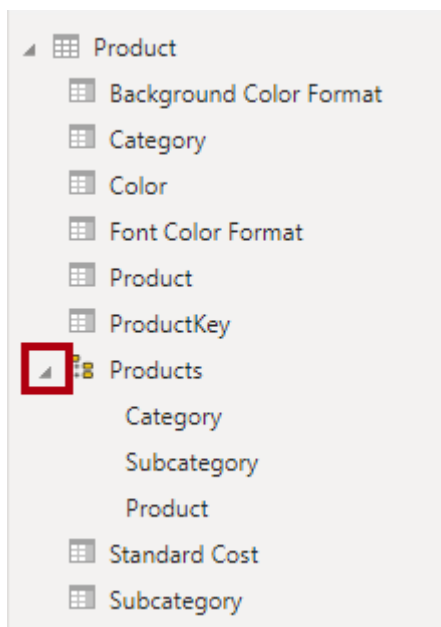 Product
Background Color Format
Category
Color
Font Color Format
Product
ProductKey
Products
Category
Subcategory
Product
Standard Cost
Subcategory